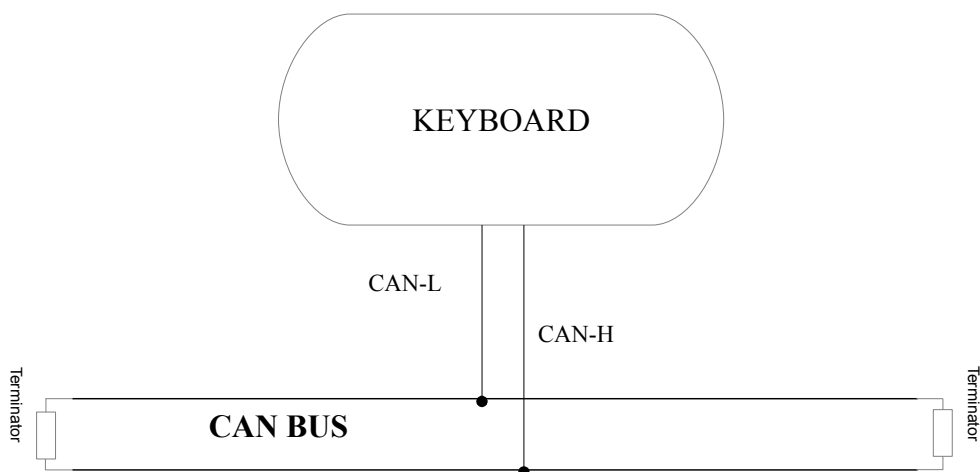 KEYBOARD
CAN-L
CAN-H
Terminator
Terminator
CAN BUS